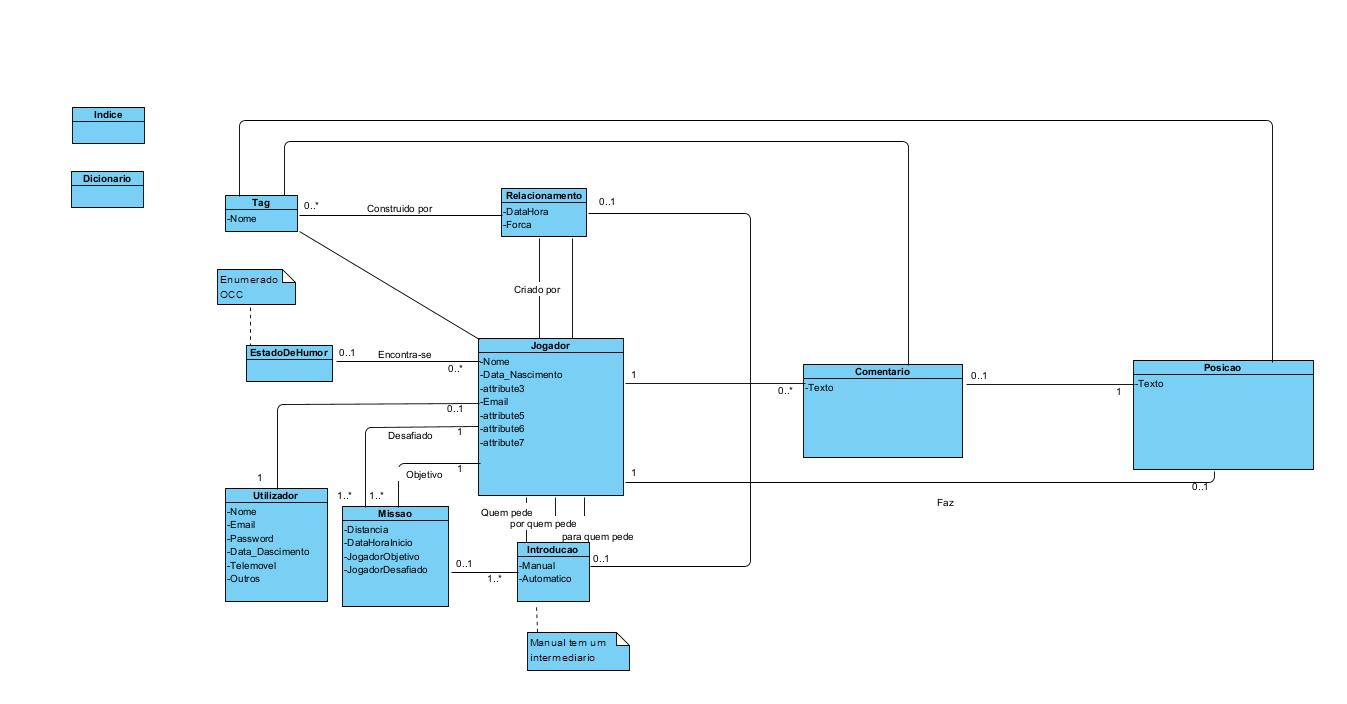 Indice
Dicionario
Tag
-Nome
0..*
Construido por
Relacionamento
-DataHora
-Forca
0..1
Enumerado
OCC
Criado por
EstadoDeHumor
0..1
Encontra-se
0..*
Jogador
-Nome
-Data_Nascimento
-attribute3
-Email
-attribute5
-attribute6
-attribute7
1
0..*
Comentario
-Texto
0..1
1
Posicao
-Texto
0..1
Desafiado
1
Objetivo
1
1
1
0..1
Faz
Utilizador
-Nome
-Email
-Password
-Data_Dascimento
-Telemovel
-Outros
1..*
1..*
Missao
-Distancia
-DataHoraInicio
-JogadorObjetivo
-JogadorDesafiado
Quem pede
por quem pede
para quem pede
0..1
1..*
Introducao
-Manual
-Automatico
0..1
Manual tem um
intermediario